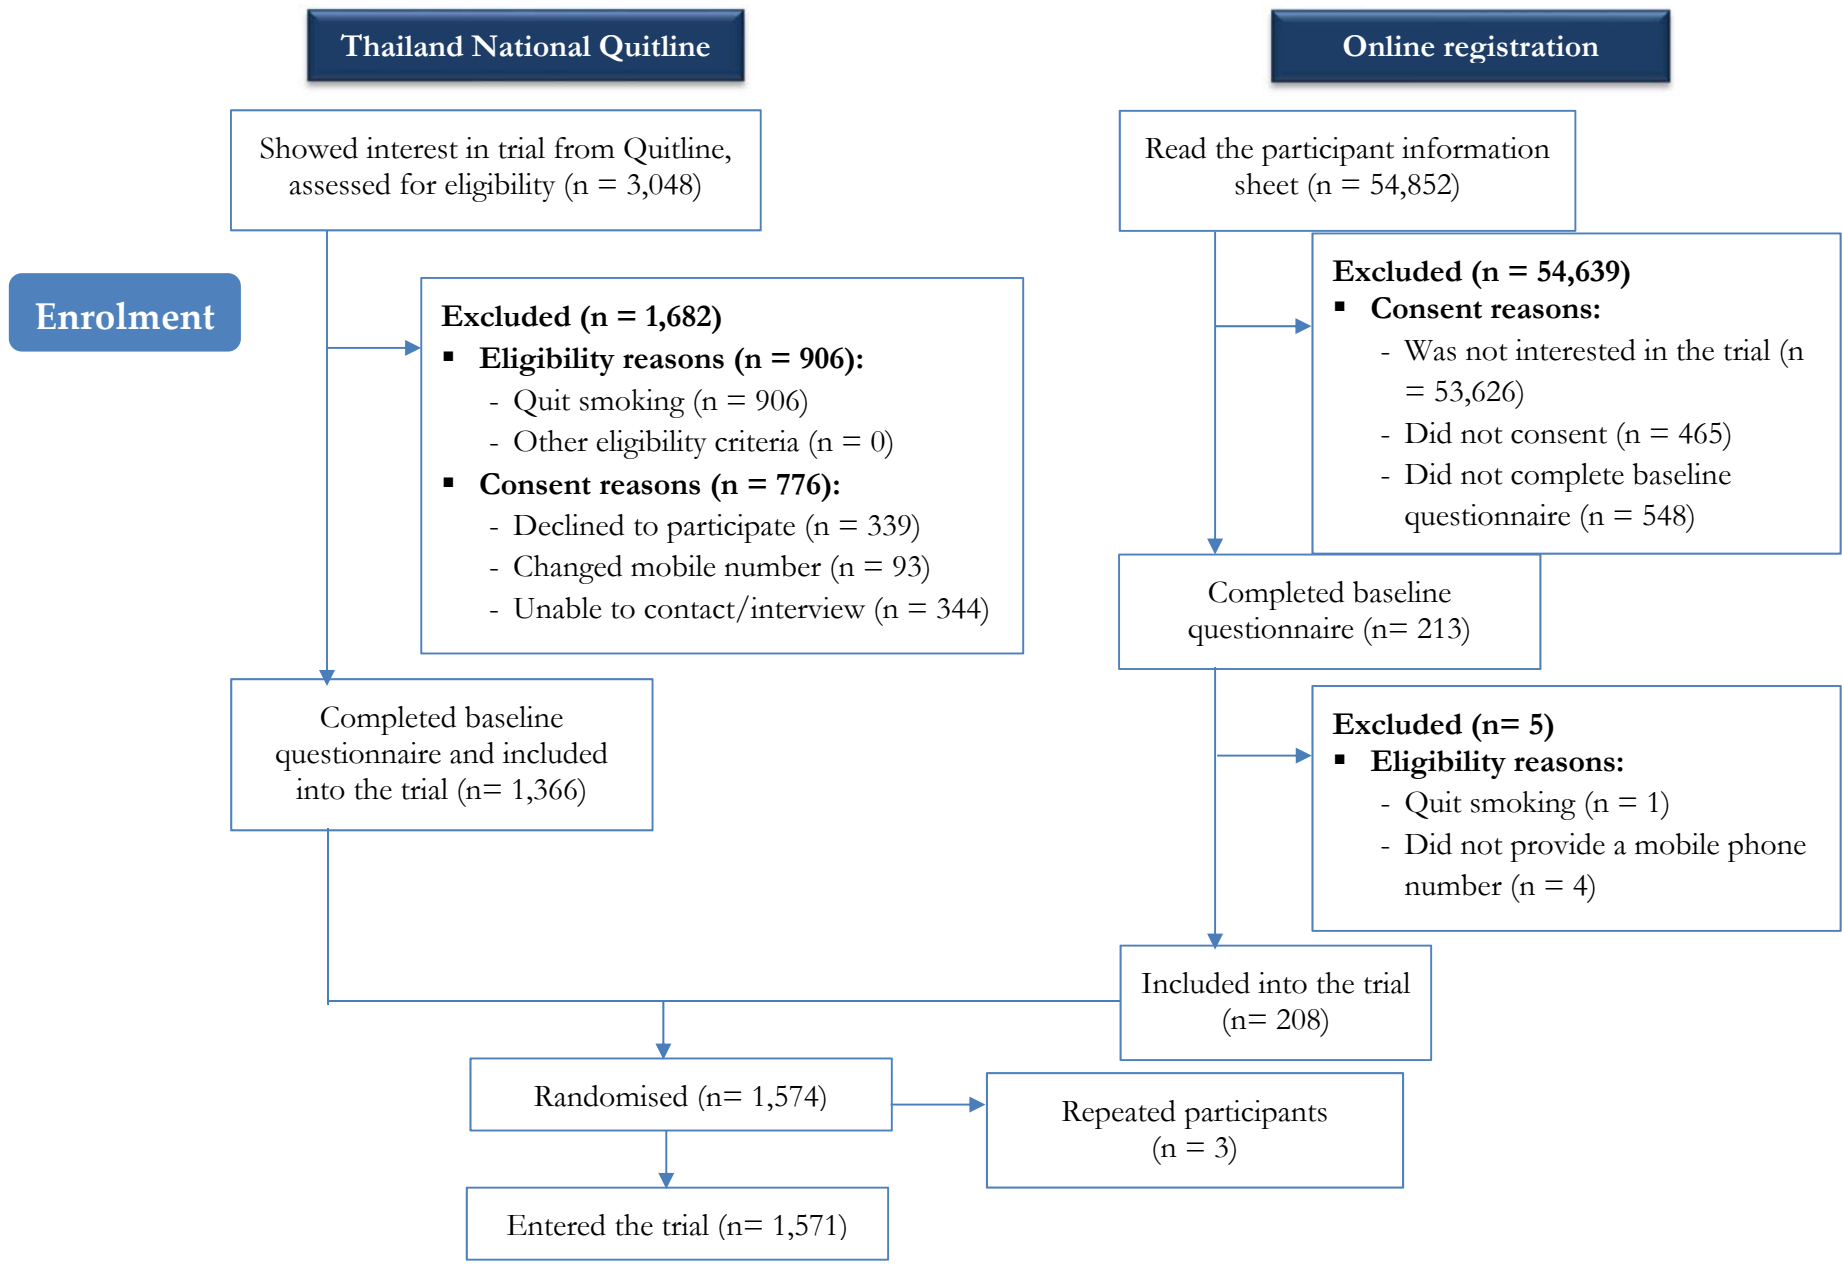 Thailand National Quitline
Online registration
Showed interest in trial from Quitline,
assessed for eligibility (n = 3,048)
Read the participant information
sheet (n = 54,852)
Enrolment
Excluded (n = 1,682)
▪ Eligibility reasons (n = 906):
- Quit smoking (n = 906)
- Other eligibility criteria (n = 0)
▪ Consent reasons (n = 776):
- Declined to participate (n = 339)
- Changed mobile number (n = 93)
- Unable to contact/interview (n = 344)
Excluded (n = 54,639)
▪ Consent reasons:
- Was not interested in the trial (n
= 53,626)
- Did not consent (n = 465)
- Did not complete baseline
questionnaire (n = 548)
Completed baseline
questionnaire (n= 213)
Completed baseline
questionnaire and included
into the trial (n= 1,366)
Excluded (n= 5)
▪ Eligibility reasons:
- Quit smoking (n = 1)
- Did not provide a mobile phone
number (n = 4)
Included into the trial
(n= 208)
Randomised (n= 1,574)
Repeated participants
(n = 3)
Entered the trial (n= 1,571)